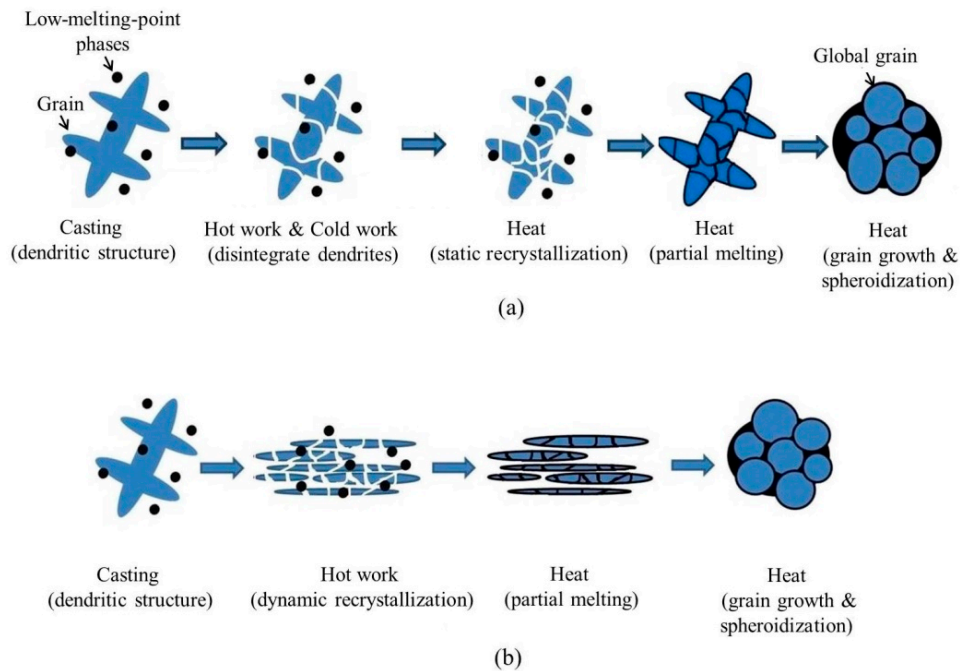 Low-melting-point
phases
Grain
Global grain
Casting
(dendritic structure)
Hot work & Cold work
(disintegrate dendrites)
Heat
(static recrystallization)
Heat
(partial melting)
Heat
(grain growth &
spheroidization)
(a)
Casting
(dendritic structure)
Hot work
(dynamic recrystallization)
Heat
(partial melting)
Heat
(grain growth &
spheroidization)
(b)